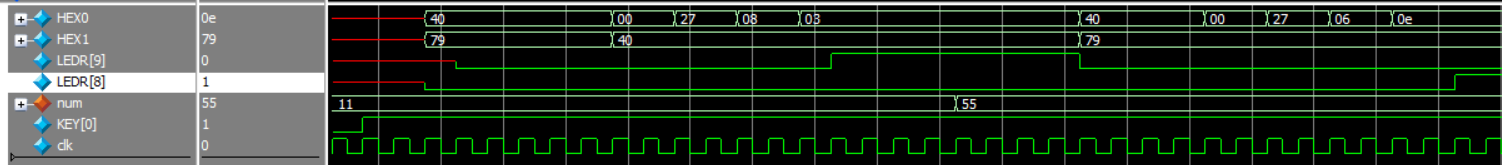 HEX0 0e 40 00 27 08 03 40 00 27 06 0e
HEX1 79 79 40 79
LEDR[9] 0
LEDR[8] 1
num 55 11 55
KEY[0] 1
clk 0